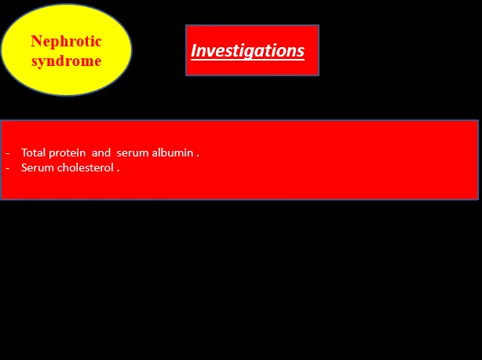 Nephrotic
syndrome
Investigations
- Total protein and serum albumin .
- Serum cholesterol .